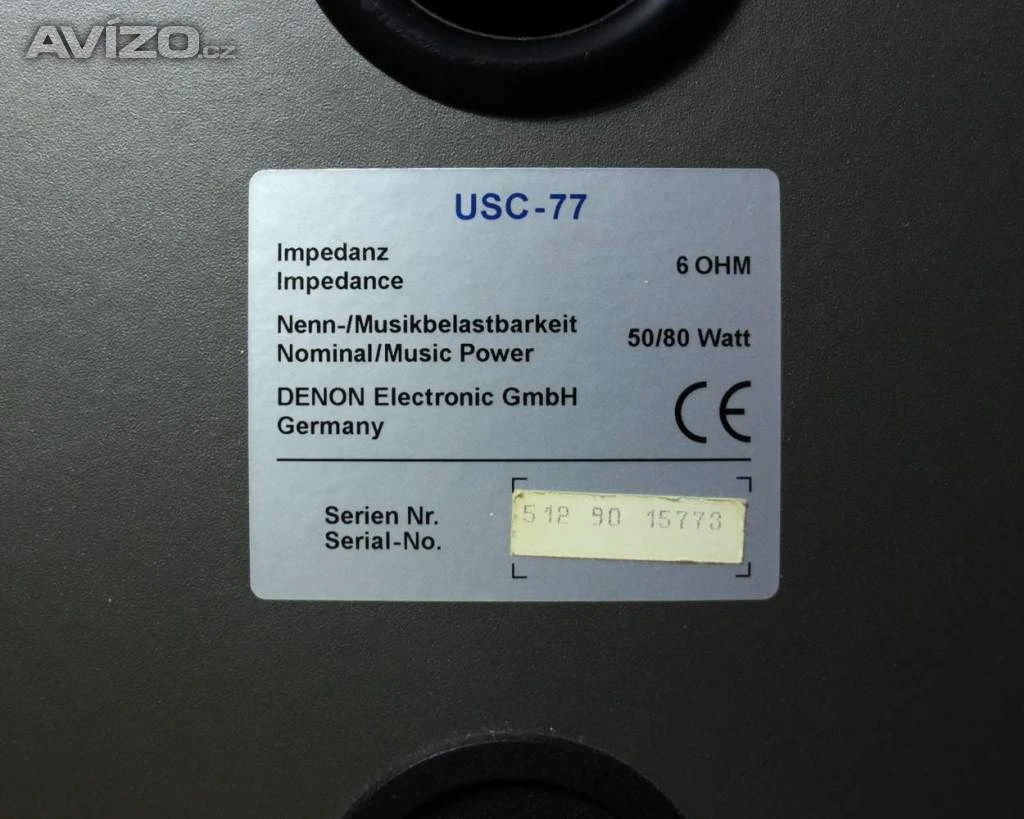 AVÍZO.CZ
USC-77
Impedanz
Impedance
6 OHM
Nenn-/Musikbelastbarkeit
Nominal/Music Power
50/80 Watt
DENON Electronic GmbH
Germany
CE
Serien Nr.
Serial-No.
512 90 15773